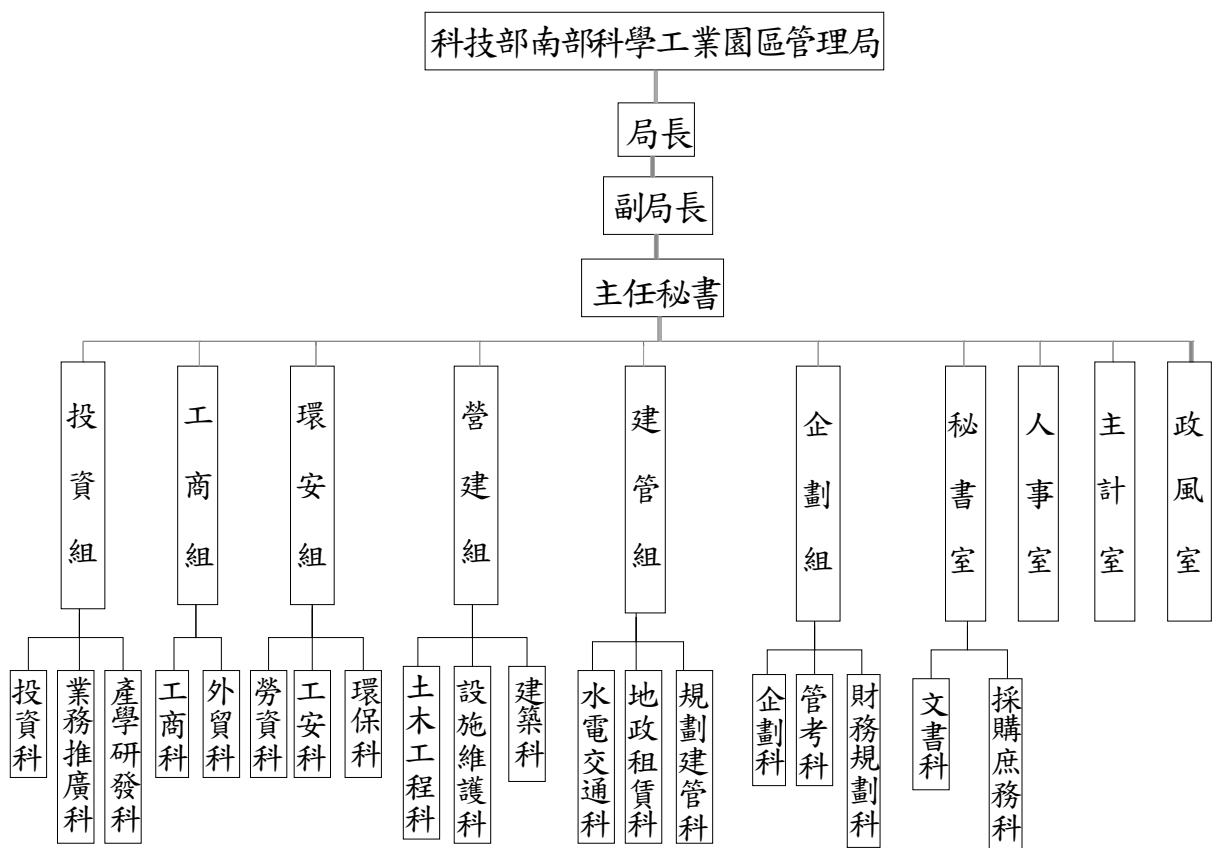 科技部南部科學工業園區管理局
局長
副局長
主任秘書
投資組
工商組
環安組
營建組
建管組
企劃組
秘書室
人事室
主計室
政風室
投資科
業務推廣科
產學研發科
工商科
外貿科
勞資科
工安科
環保科
土木工程科
設施維護科
建築科
水電交通科
地政租賃科
規劃建管科
企劃科
管考科
財務規劃科
文書科
採購庶務科